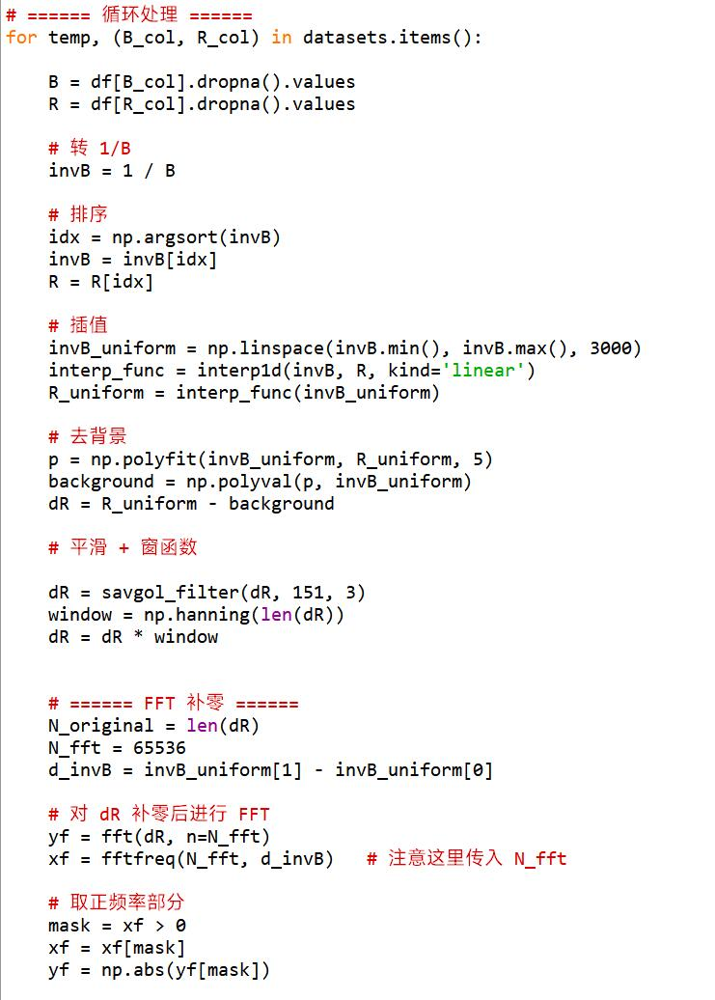 # ====== 循环处理 ======
for temp, (B_col, R_col) in datasets.items():
B = df[B_col].dropna().values
R = df[R_col].dropna().values
# 转 1/B
invB = 1 / B
# 排序
idx = np.argsort(invB)
invB = invB[idx]
R = R[idx]
# 插值
invB_uniform = np.linspace(invB.min(), invB.max(), 3000)
interp_func = interp1d(invB, R, kind='linear')
R_uniform = interp_func(invB_uniform)
# 去背景
p = np.polyfit(invB_uniform, R_uniform, 5)
background = np.polyval(p, invB_uniform)
dR = R_uniform - background
# 平滑 + 窗函数
dR = savgol_filter(dR, 151, 3)
window = np.hanning(len(dR))
dR = dR * window
# ====== FFT 补零 ======
N_original = len(dR)
N_fft = 65536
d_invB = invB_uniform[1] - invB_uniform[0]
# 对 dR 补零后进行 FFT
yf = fft(dR, n=N_fft)
xf = fftfreq(N_fft, d_invB)   # 注意这里传入 N_fft
# 取正频率部分
mask = xf > 0
xf = xf[mask]
yf = np.abs(yf[mask])